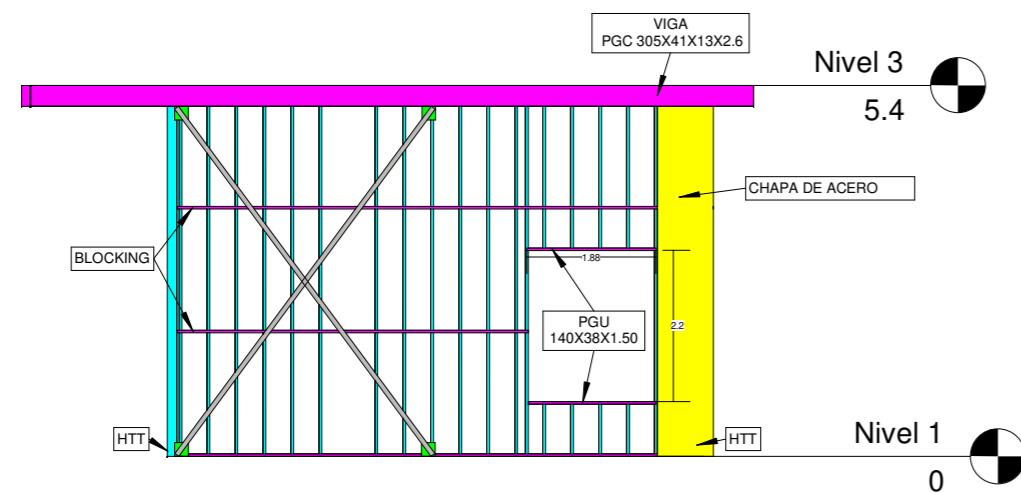 VIGA
PGC 305X41X13X2.6
Nivel 3
5.4
CHAPA DE ACERO
BLOCKING
1.88
PGU
140X38X1.50
2.2
HTT
HTT
Nivel 1
0